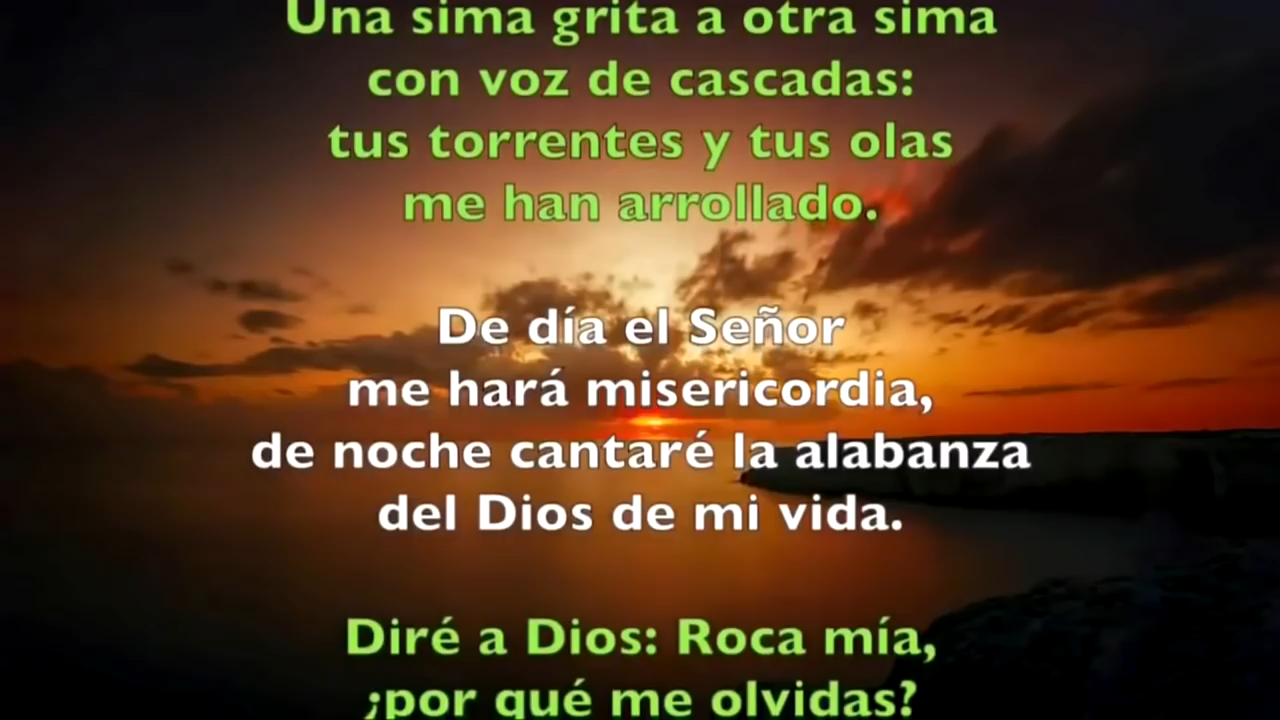 Una sima grita a otra sima
con voz de cascadas:
tus torrentes y tus olas
me han arrollado.
De día el Señor
me hará misericordia,
de noche cantaré la alabanza
del Dios de mi vida.
Diré a Dios: Roca mía,
¿por qué me olvidas?